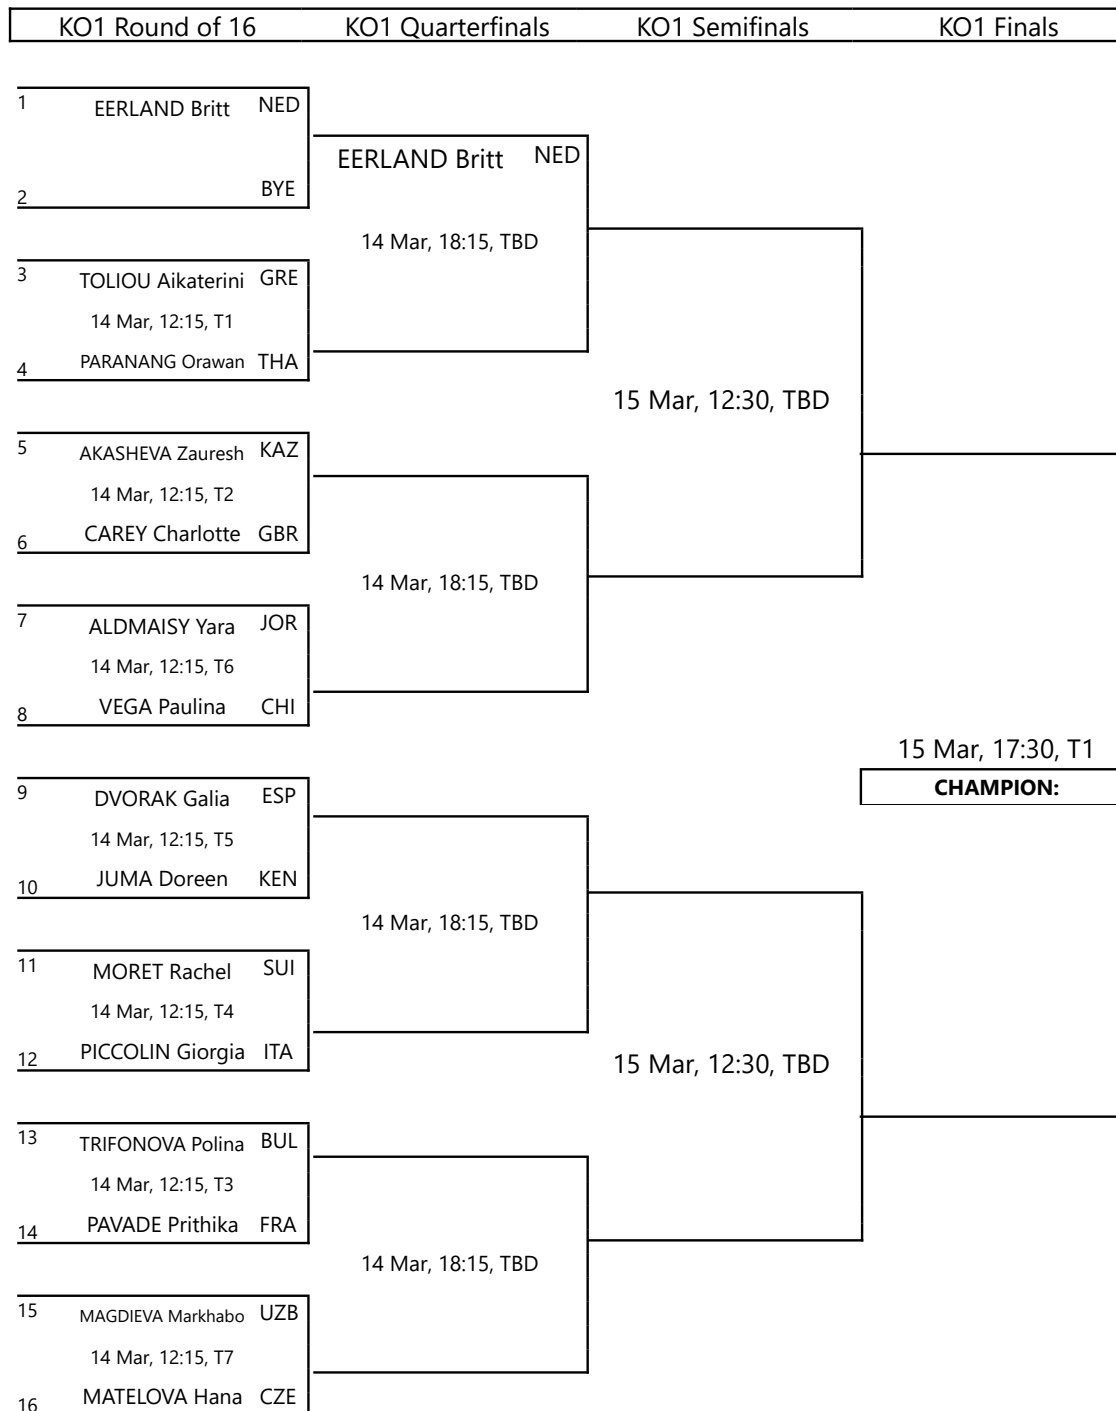 KO1 Round of 16 KO1 Quarterfinals KO1 Semifinals KO1 Finals
1 EERLAND Britt NED
2 BYE
EERLAND Britt NED
14 Mar, 18:15, TBD
3 TOLIOU Aikaterini GRE
14 Mar, 12:15, T1
4 PARANANG Orawan THA
15 Mar, 12:30, TBD
5 AKASHEVA Zauresh KAZ
14 Mar, 12:15, T2
6 CAREY Charlotte GBR
14 Mar, 18:15, TBD
7 ALDMAISY Yara JOR
14 Mar, 12:15, T6
8 VEGA Paulina CHI
15 Mar, 17:30, T1
CHAMPION:
9 DVORAK Galia ESP
14 Mar, 12:15, T5
10 JUMA Doreen KEN
14 Mar, 18:15, TBD
11 MORET Rachel SUI
14 Mar, 12:15, T4
12 PICCOLIN Giorgia ITA
15 Mar, 12:30, TBD
13 TRIFONOVA Polina BUL
14 Mar, 12:15, T3
14 PAVADE Prithika FRA
14 Mar, 18:15, TBD
15 MAGDIEVA Markhabo UZB
14 Mar, 12:15, T7
16 MATELOVA Hana CZE